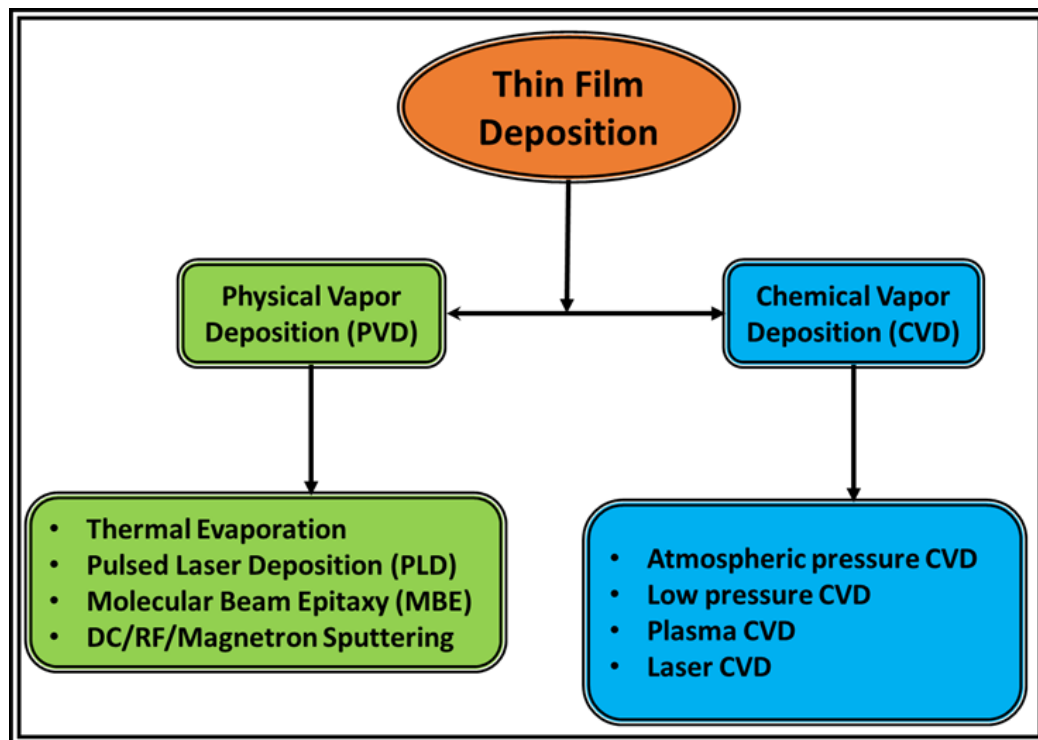 Thin Film
Deposition
Physical Vapor
Deposition (PVD)
Chemical Vapor
Deposition (CVD)
• Thermal Evaporation
• Pulsed Laser Deposition (PLD)
• Molecular Beam Epitaxy (MBE)
• DC/RF/Magnetron Sputtering
• Atmospheric pressure CVD
• Low pressure CVD
• Plasma CVD
• Laser CVD